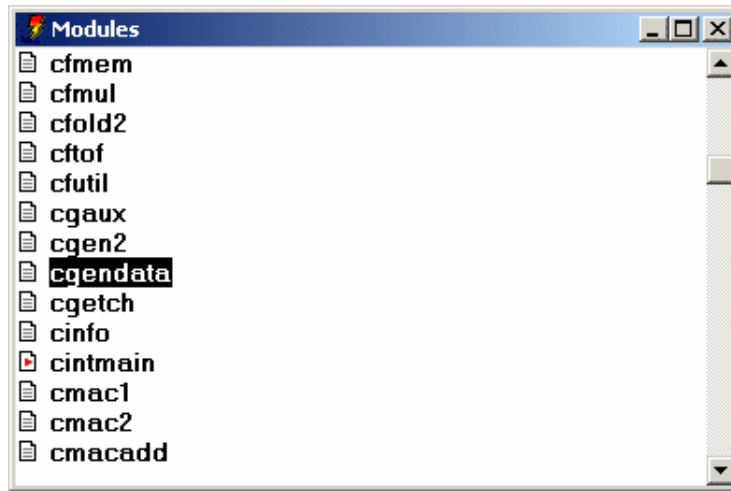 Modules
cfmem
cfmul
cfold2
cftof
cfutil
cgaux
cgen2
cgendata
cgetch
cinfo
cintmain
cmac1
cmac2
cmacadd